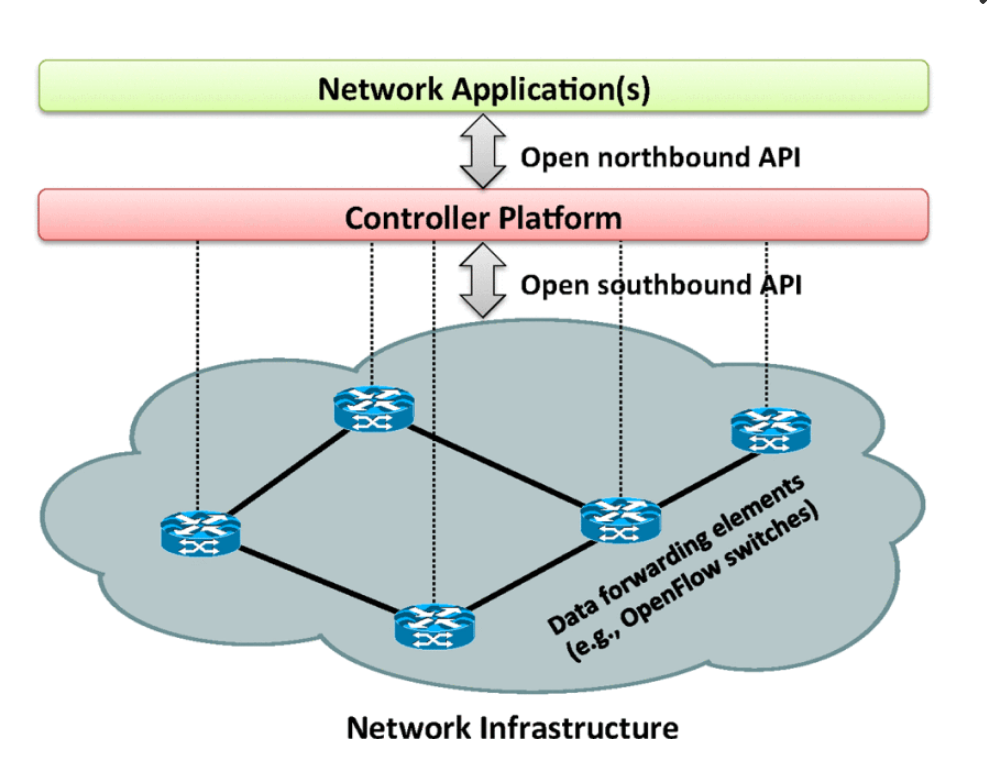 Network Application(s)
Open northbound API
Controller Platform
Open southbound API
Data forwarding elements
(e.g., OpenFlow switches)
Network Infrastructure